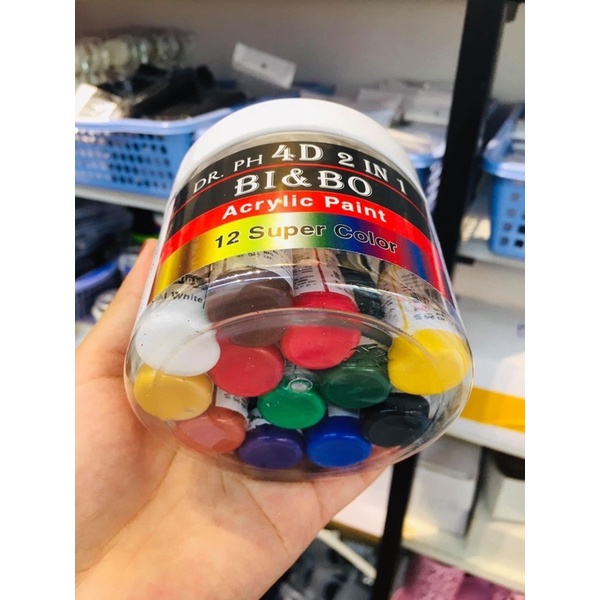 DR. PH 4D 2 IN 1
BI&BO
Acrylic Paint
12 Super Color
White